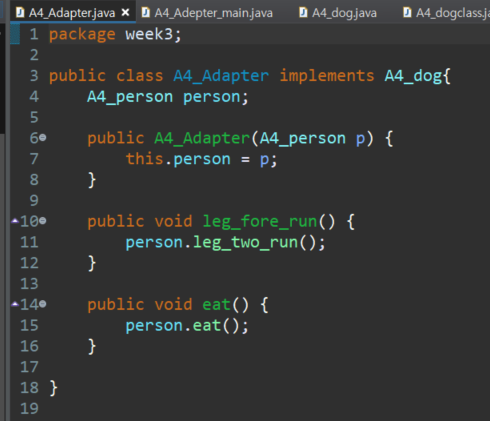 A4_Adapter.java A4_Adepter_main.java A4_dog.java A4_dogclass.ja
1 package week3;
2
3 public class A4_Adapter implements A4_dog{
4 A4_person person;
5
6 public A4_Adapter(A4_person p) {
7 this.person = p;
8 }
9
10 public void leg_fore_run() {
11 person.leg_two_run();
12 }
13
14 public void eat() {
15 person.eat();
16 }
17
18 }
19